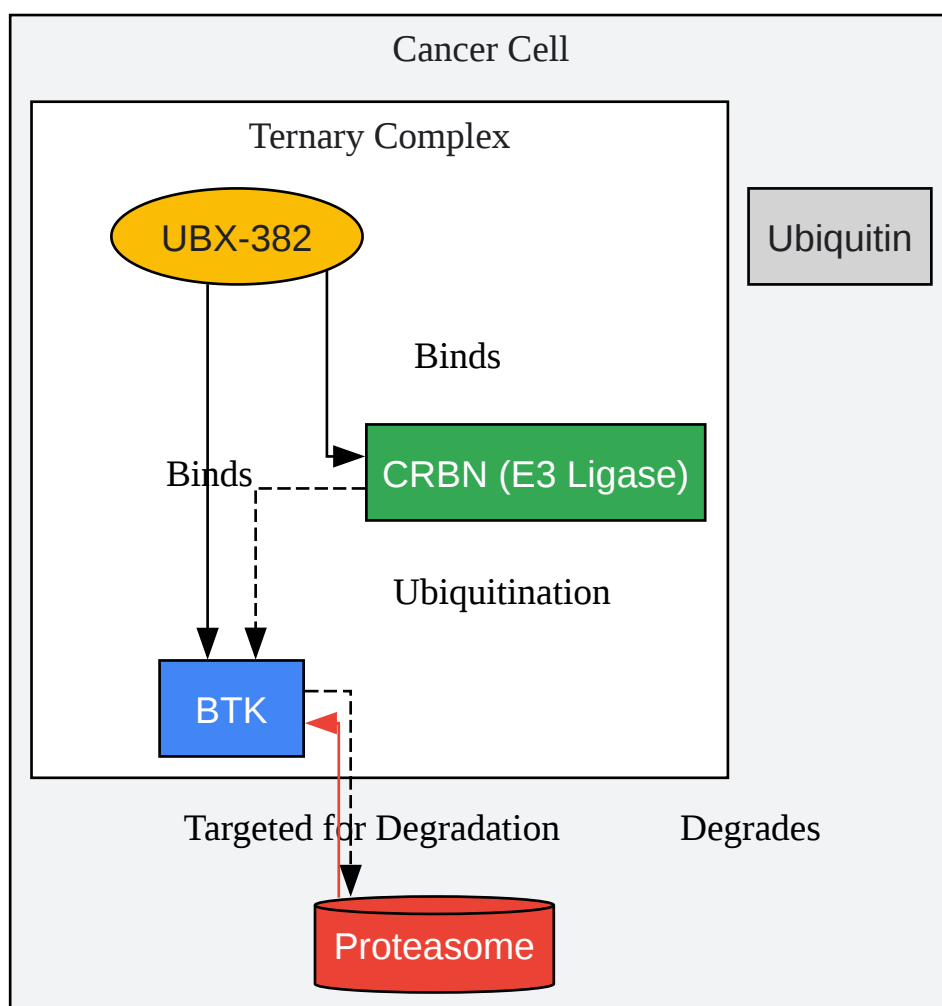 Cancer Cell
Ternary Complex
UBX-382
Ubiquitin
Binds
Binds
CRBN (E3 Ligase)
Ubiquitination
BTK
Targeted for Degradation
Degrades
Proteasome